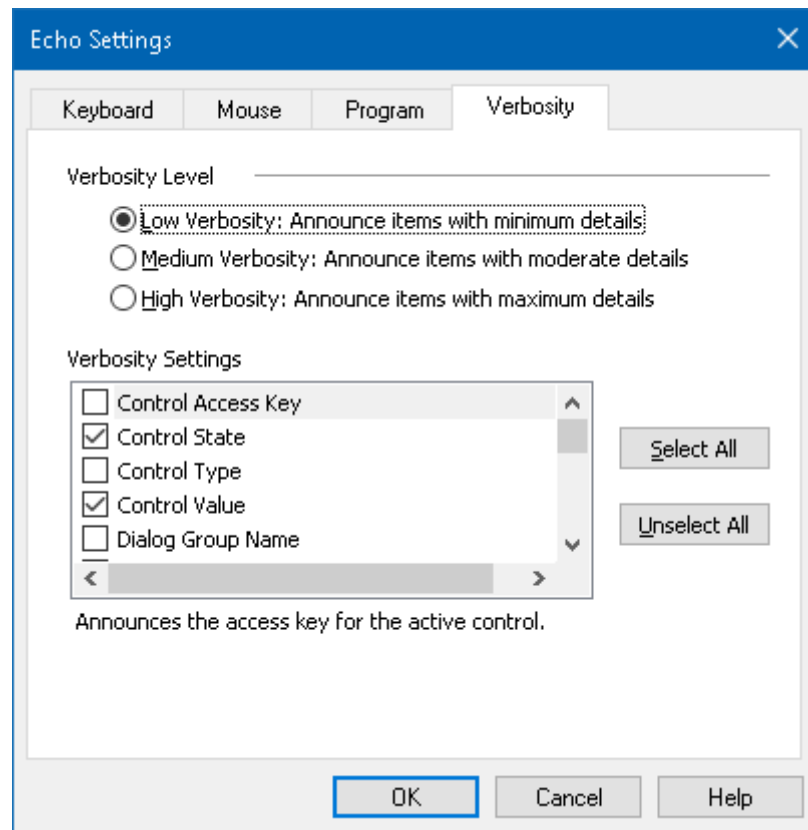 Echo Settings
Keyboard Mouse Program Verbosity
Verbosity Level
Low Verbosity: Announce items with minimum details
Medium Verbosity: Announce items with moderate details
High Verbosity: Announce items with maximum details
Verbosity Settings
Control Access Key
Control State
Control Type
Control Value
Dialog Group Name
Select All
Unselect All
Announces the access key for the active control.
OK Cancel Help